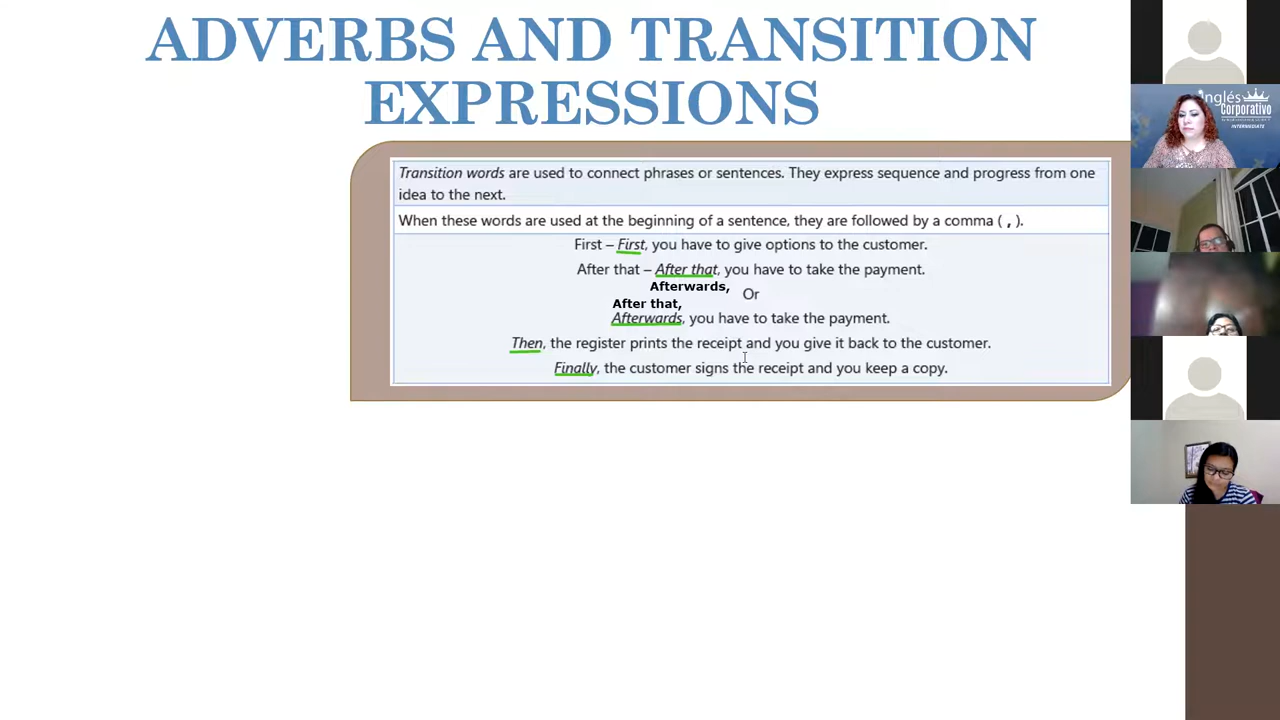 ADVERBS AND TRANSITION
EXPRESSIONS
Transition words are used to connect phrases or sentences. They express sequence and progress from one
idea to the next.
When these words are used at the beginning of a sentence, they are followed by a comma ( , ).
First – First, you have to give options to the customer.
After that – After that, you have to take the payment.
Afterwards,
Or
After that,
Afterwards, you have to take the payment.
Then, the register prints the receipt and you give it back to the customer.
Finally, the customer signs the receipt and you keep a copy.
Inglés
Corporativo
INTERMEDIATE